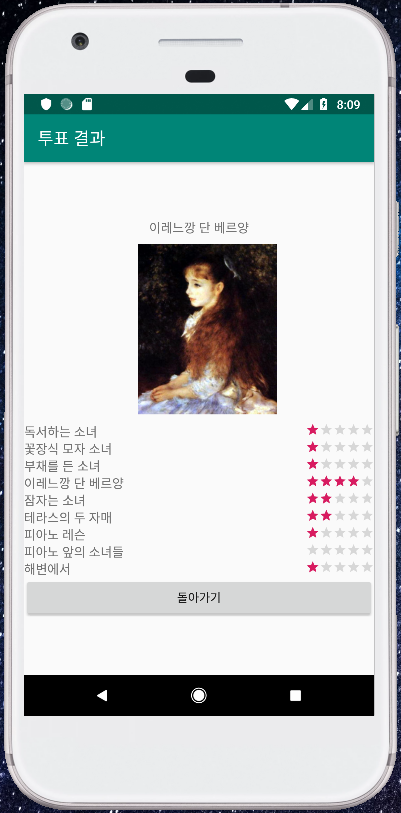 8:09
투표 결과
이레느깡 단 베르양
독서하는 소녀
꽃장식 모자 소녀
부채를 든 소녀
이레느깡 단 베르양
잠자는 소녀
테라스의 두 자매
피아노 레슨
피아노 앞의 소녀들
해변에서
돌아가기